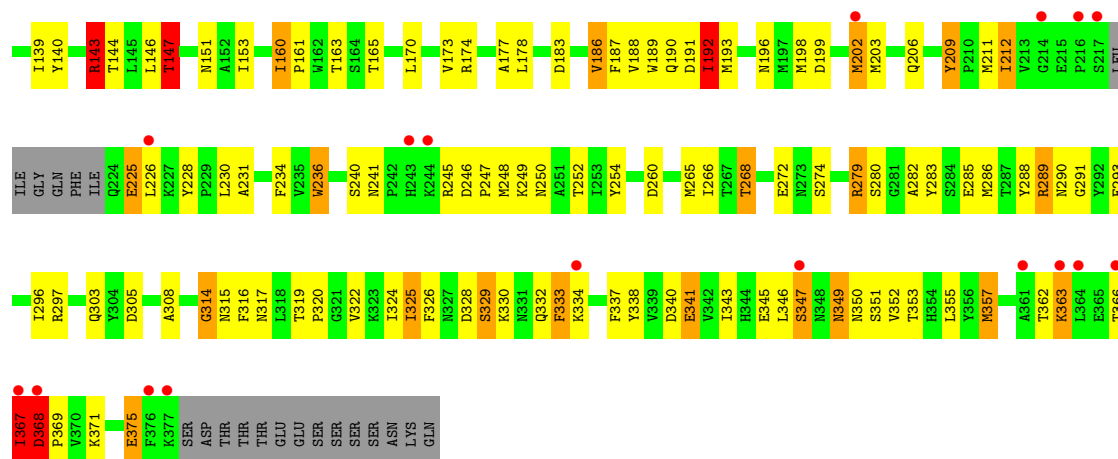 I139 Y140 R143 T144 L145 L146 T147 N151 A152 I153 I160 P161 W162 T163 S164 T165 L170 V173 R174 A177 L178 D183 V186 F187 V188 W189 Q190 D191 I192 M193 N196 M197 M198 D199 M202 M203 Q206 Y209 P210 M211 I212 V213 G214 E215 P216 S217 LEU
ILE GLY GLN PHE ILE Q224 E225 L226 K227 Y228 P229 L230 A231 F234 V235 W236 S240 N241 P242 H243 K244 R245 D246 P247 M248 K249 N250 A251 T252 I253 Y254 D260 M265 I266 T267 T268 E272 N273 S274 R279 S280 G281 A282 Y283 S284 E285 M286 T287 Y288 R289 N290 G291 Y292
I296 R297 Q303 Y304 D305 A308 G314 N315 F316 N317 L318 T319 P320 G321 V322 K323 I324 I325 F326 N327 D328 S329 K330 N331 Q332 F333 K334 F337 Y338 V339 D340 E341 V342 I343 H344 E345 L346 S347 N348 N349 N350 S351 V352 T353 H354 L355 Y356 M357 A361 T362 K363 L364 E365 T366
I367 D368 P369 V370 K371 E375 F376 K377 SER ASP THR THR THR GLU GLU SER SER SER SER ASN LYS GLN